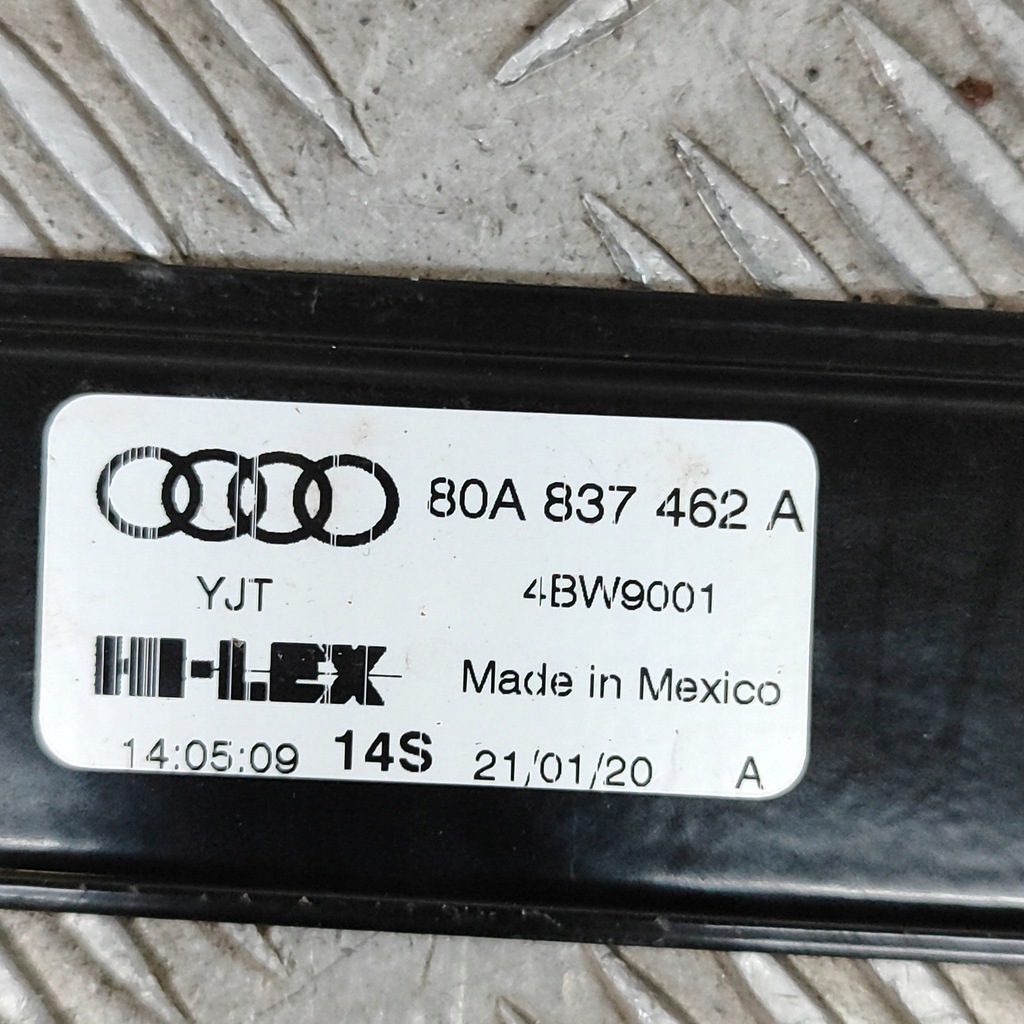 80A 837 462 A
YJT 4BW9001
HI-LEX Made in Mexico
14:05:09 14S 21/01/20 A